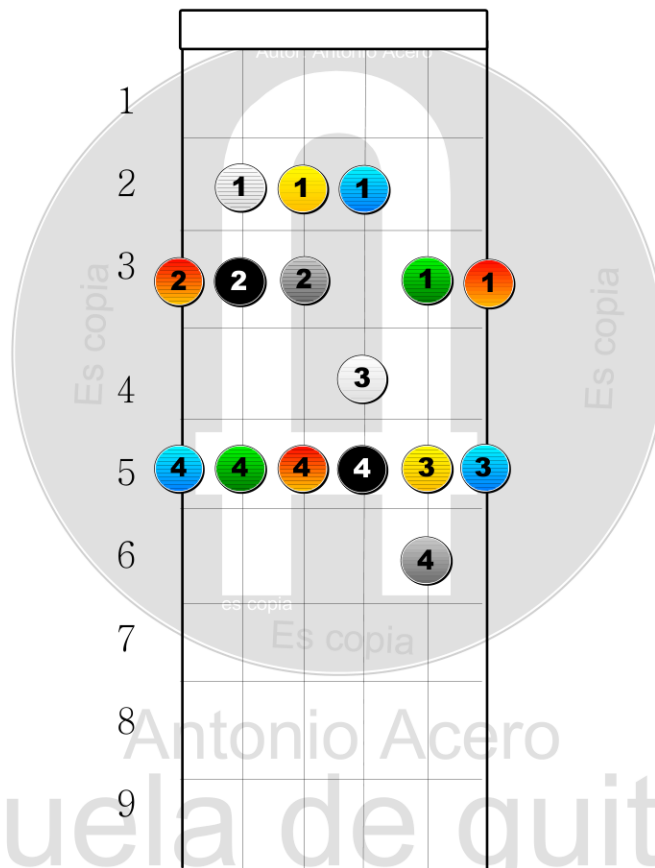 Autor: Antonio Acero
1
2 1 1 1
3 2 2 2 1 1
Es copia
Es copia
4 3
5 4 4 4 4 3 3
6 4
es copia
Es copia
7
8
Antonio Acero
9
uela de guit